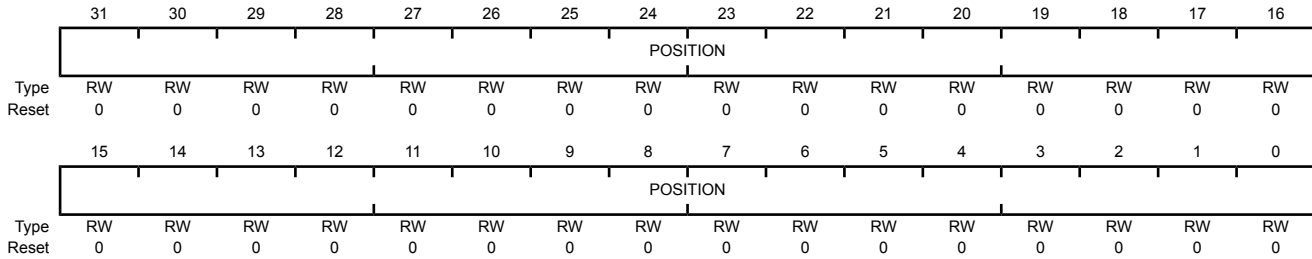 31 30 29 28 27 26 25 24 23 22 21 20 19 18 17 16
POSITION
Type RW RW RW RW RW RW RW RW RW RW RW RW RW RW RW RW
Reset 0 0 0 0 0 0 0 0 0 0 0 0 0 0 0 0
15 14 13 12 11 10 9 8 7 6 5 4 3 2 1 0
POSITION
Type RW RW RW RW RW RW RW RW RW RW RW RW RW RW RW RW
Reset 0 0 0 0 0 0 0 0 0 0 0 0 0 0 0 0